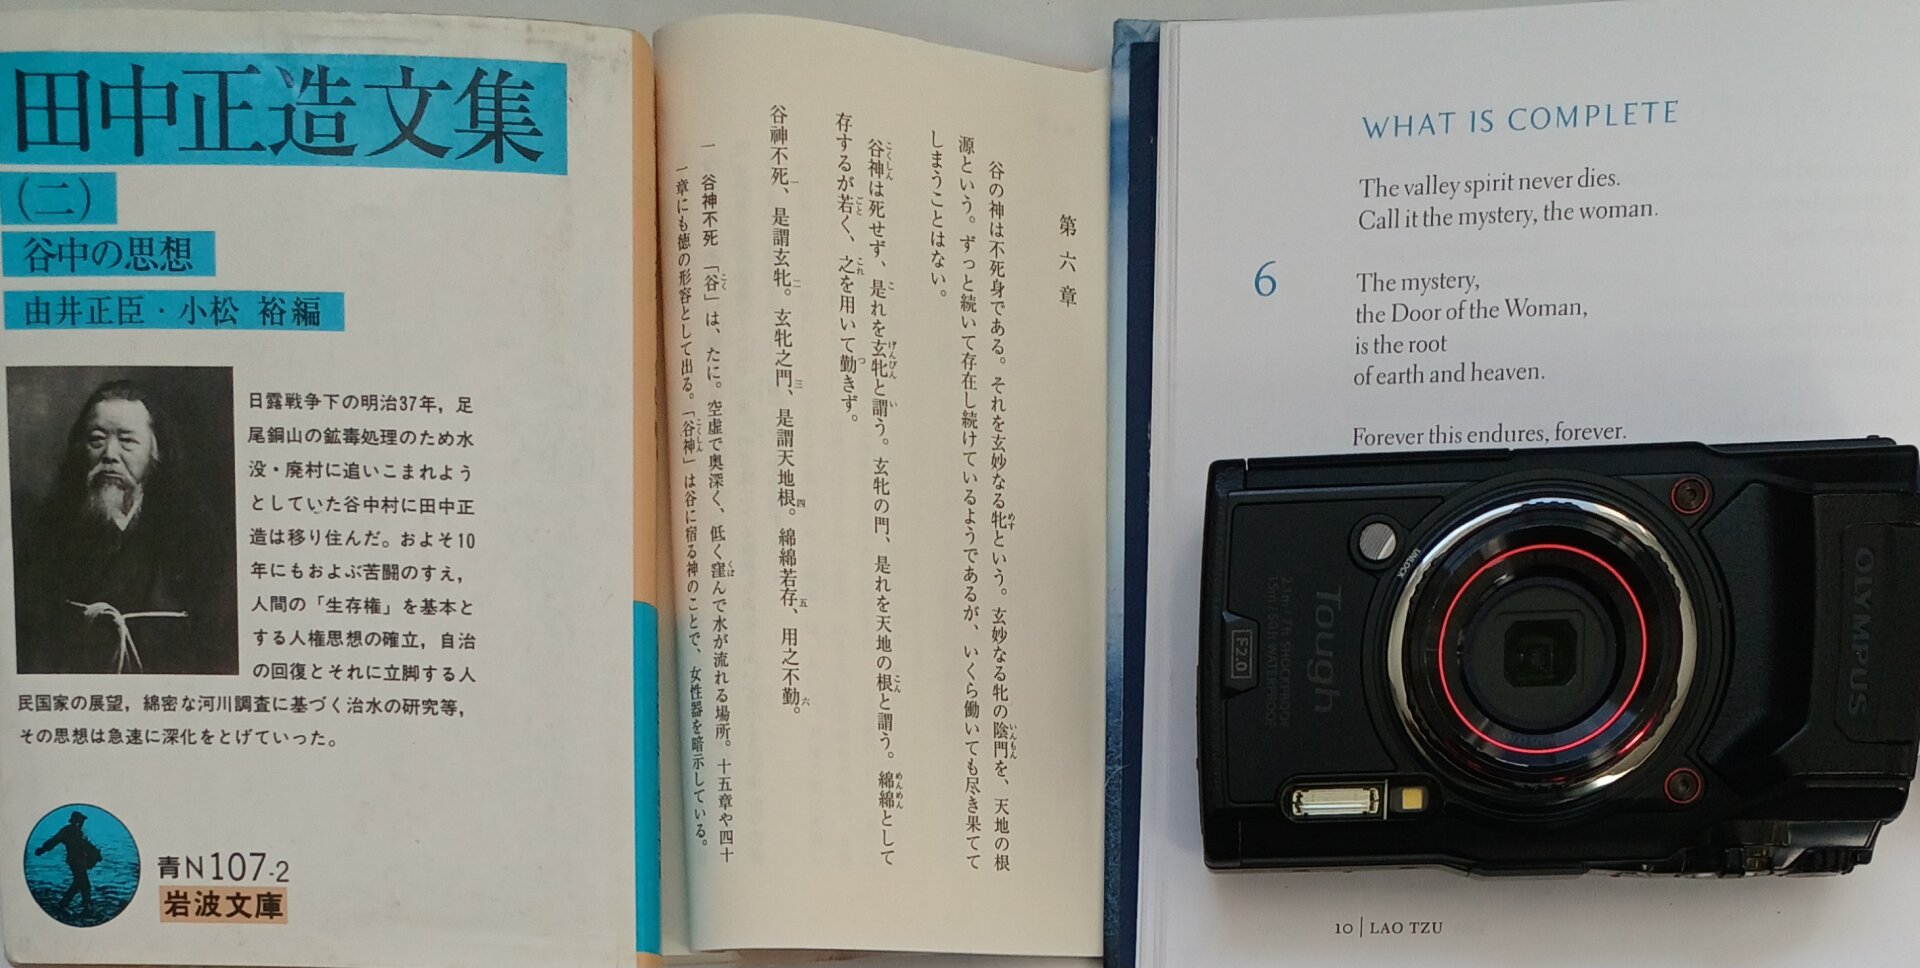 田中正造文集
(二)
谷中の思想
由井正臣・小松 裕編
日露戦争下の明治37年，足
尾銅山の鉱毒処理のため水
没・廃村に追いこまれよう
としていた谷中村に田中正
造は移り住んだ。およそ10
年にもおよぶ苦闘のすえ，
人間の「生存権」を基本と
する人権思想の確立，自治
の回復とそれに立脚する人
民国家の展望，綿密な河川調査に基づく治水の研究等，
その思想は急速に深化をとげていった。
青N107-2
岩波文庫
第六章
谷の神は不死身である。それを玄妙なる牝という。玄妙なる牝の陰門を、天地の根
源という。ずっと続いて存在し続けているようであるが、いくら働いても尽き果てて
しまうことはない。
谷神は死せず、是れを玄牝と謂う。玄牝の門、是れを天地の根と謂う。綿綿として
存するが若く、之を用いて勤きず。
谷神不死、是謂玄牝。玄牝之門、是謂天地根。綿綿若存、用之不勤。
一 谷神不死 「谷」は、たに。空虚で奥深く、低く窪んで水が流れる場所。十五章や四十
一章にも徳の形容として出る。「谷神」は谷に宿る神のことで、女性器を暗示している。
WHAT IS COMPLETE
The valley spirit never dies.
Call it the mystery, the woman.
6
The mystery,
the Door of the Woman,
is the root
of earth and heaven.
Forever this endures, forever.
10 | LAO TZU
UNLOCK
Tough
2.1m/7ft SHOCKPROOF
15m/50ft WATERPROOF
F2.0
OLYMPUS